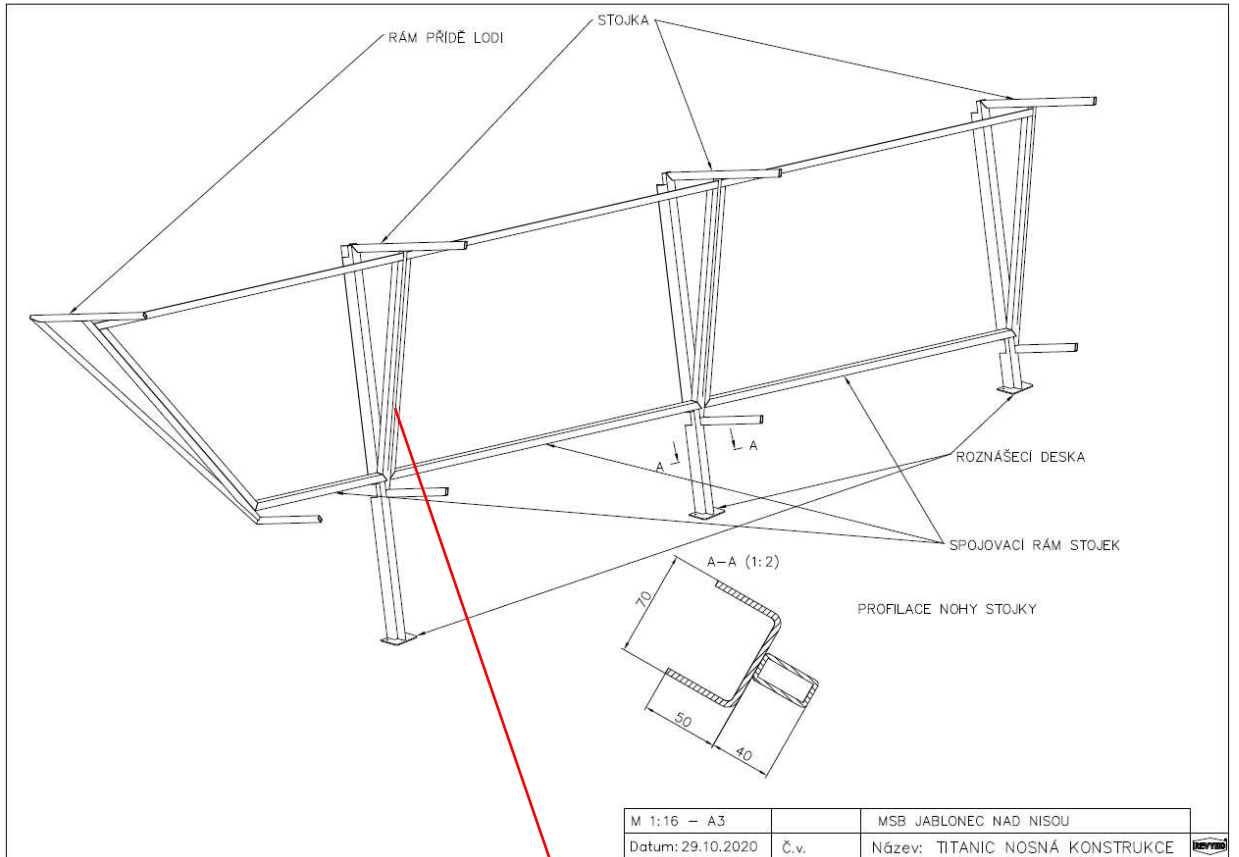 RÁM PŘÍDĚ LODI
STOJKA
A
A
ROZNÁŠECÍ DESKA
SPOJOVACÍ RÁM STOJEK
A-A (1:2)
PROFILACE NOHY STOJKY
70
50
40
M 1:16 - A3
MSB JABLONEC NAD NISOU
Datum: 29.10.2020
Č.v.
Název: TITANIC NOSNÁ KONSTRUKCE